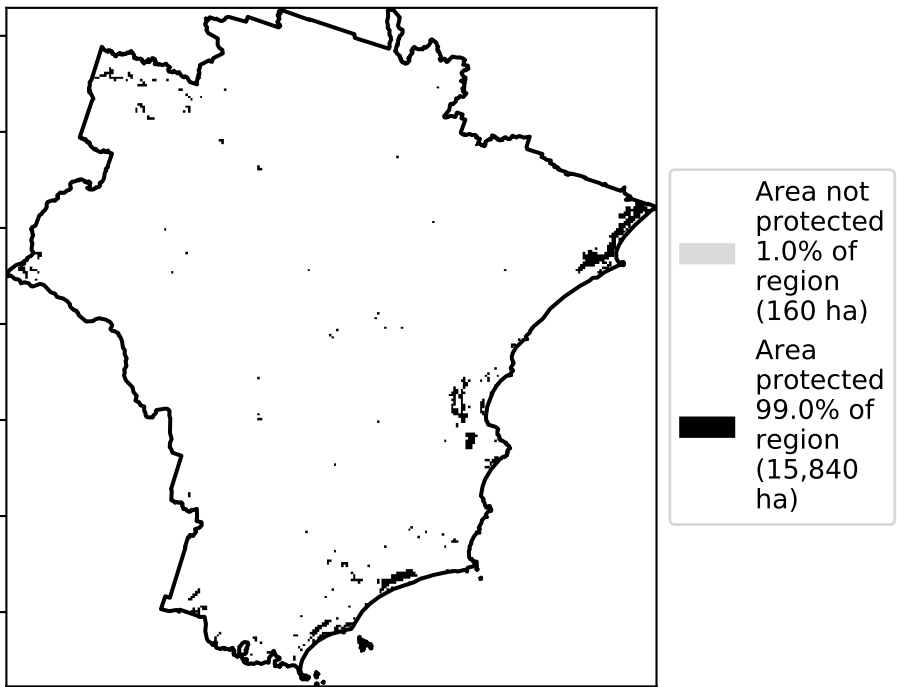 Area not
protected
1.0% of
region
(160 ha)
Area
protected
99.0% of
region
(15,840
ha)